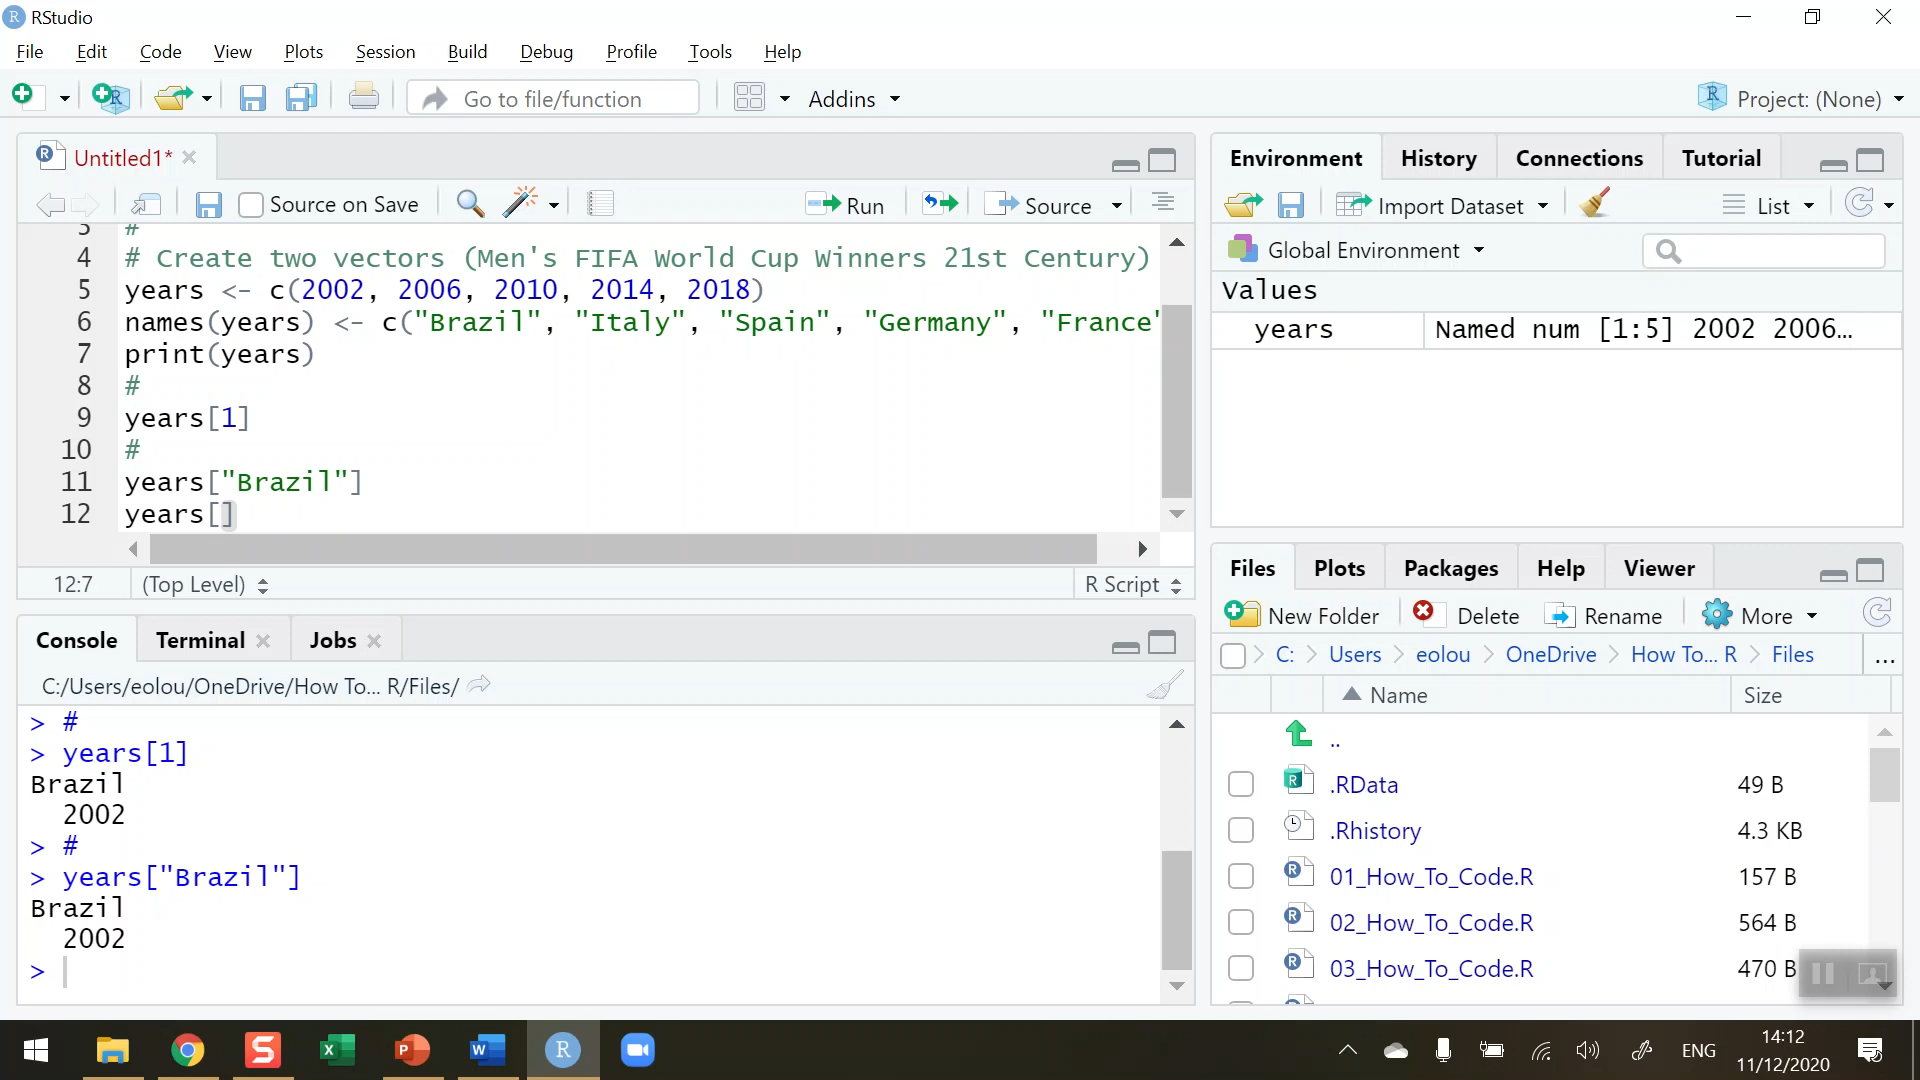 RStudio
File Edit Code View Plots Session Build Debug Profile Tools Help
Go to file/function Addins Project: (None)
Untitled1*
Source on Save Run Source
3 #
4 # Create two vectors (Men's FIFA World Cup Winners 21st Century)
5 years <- c(2002, 2006, 2010, 2014, 2018)
6 names(years) <- c("Brazil", "Italy", "Spain", "Germany", "France"
7 print(years)
8 #
9 years[1]
10 #
11 years["Brazil"]
12 years[]
12:7 (Top Level) R Script
Console Terminal Jobs
C:/Users/eolou/OneDrive/How To... R/Files/
> #
> years[1]
Brazil
2002
> #
> years["Brazil"]
Brazil
2002
>
Environment History Connections Tutorial
Import Dataset List
Global Environment
Values
years Named num [1:5] 2002 2006...
Files Plots Packages Help Viewer
New Folder Delete Rename More
C: > Users > eolou > OneDrive > How To... R > Files ...
Name Size
..
.RData 49 B
.Rhistory 4.3 KB
01_How_To_Code.R 157 B
02_How_To_Code.R 564 B
03_How_To_Code.R 470 B
ENG 14:12
11/12/2020